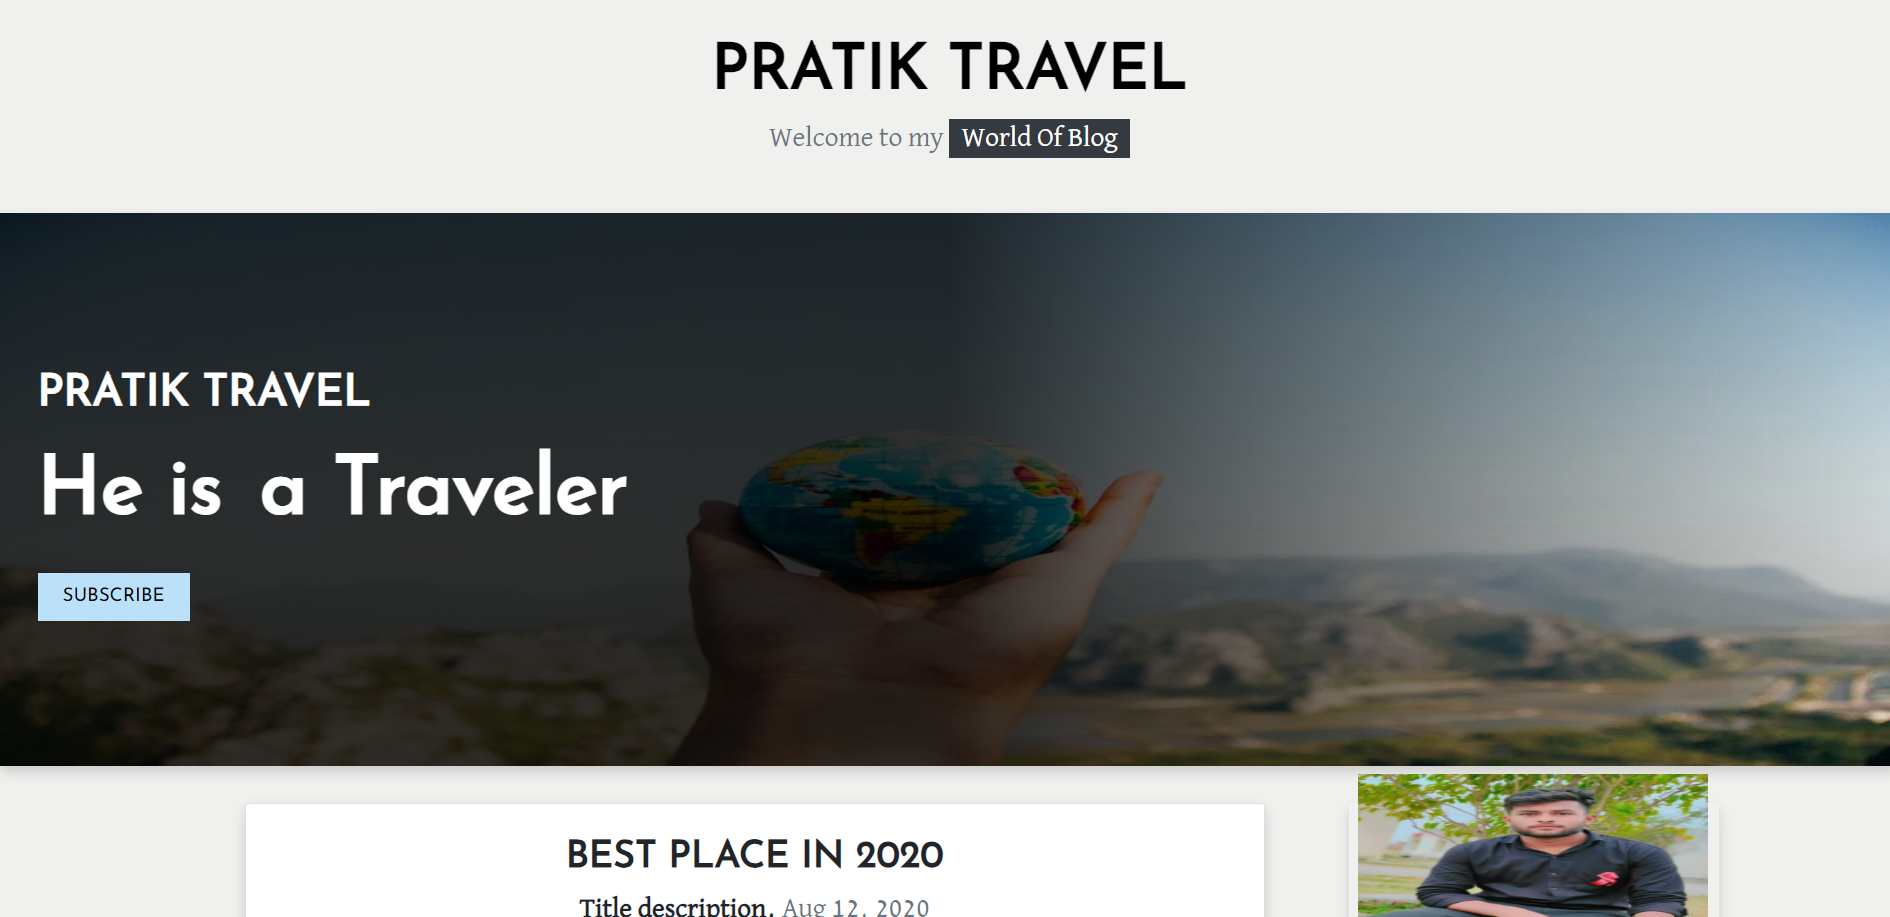 PRATIK TRAVEL
Welcome to my World Of Blog
PRATIK TRAVEL
He is a Traveler
SUBSCRIBE
BEST PLACE IN 2020
Title description, Aug 12, 2020